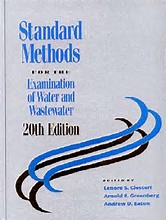 Standard
Methods
FOR THE
Examination
of Water and
Wastewater
20th Edition
EDITED BY
Lenore S. Clesceri
Arnold E. Greenberg
Andrew D. Eaton